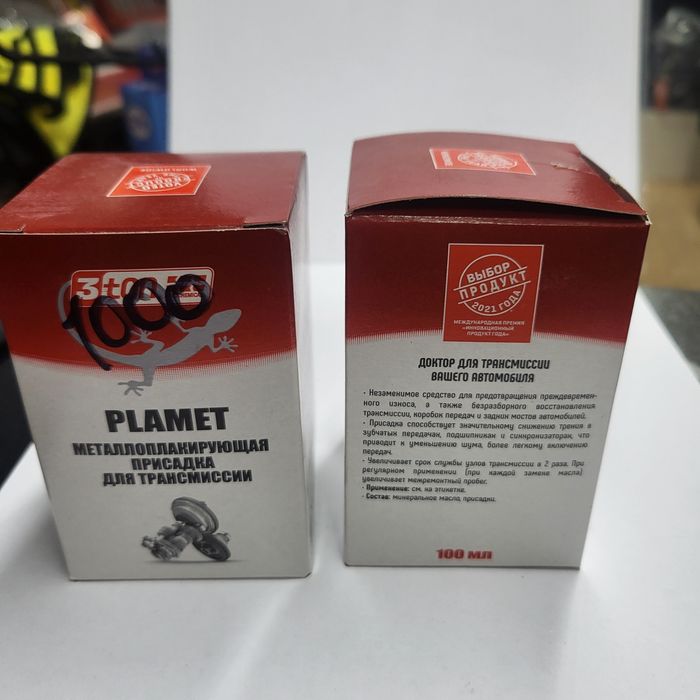 1000
PLAMET
МЕТАЛЛОПЛАКИРУЮЩАЯ
ПРИСАДКА
ДЛЯ ТРАНСМИССИИ
ВЫБОР
ПРОДУКТ
2021 ГОДА
МЕЖДУНАРОДНАЯ ПРЕМИЯ
«ИННОВАЦИОННЫЙ
ПРОДУКТ ГОДА»
ДОКТОР ДЛЯ ТРАНСМИССИИ
ВАШЕГО АВТОМОБИЛЯ
· Незаменимое средство для предотвращения преждевремен-
ного износа, а также безразборного восстановления
трансмиссии, коробок передач и задних мостов автомобилей.
· Присадка способствует значительному снижению трения в
зубчатых передачах, подшипниках и синхронизаторах, что
приводит к уменьшению шума, более легкому включению
передач.
· Увеличивает срок службы узлов трансмиссии в 2 раза. При
регулярном применении (при каждой замене масла)
увеличивает межремонтный пробег.
· Применение: см. на этикетке.
· Состав: минеральное масло, присадки.
100 МЛ